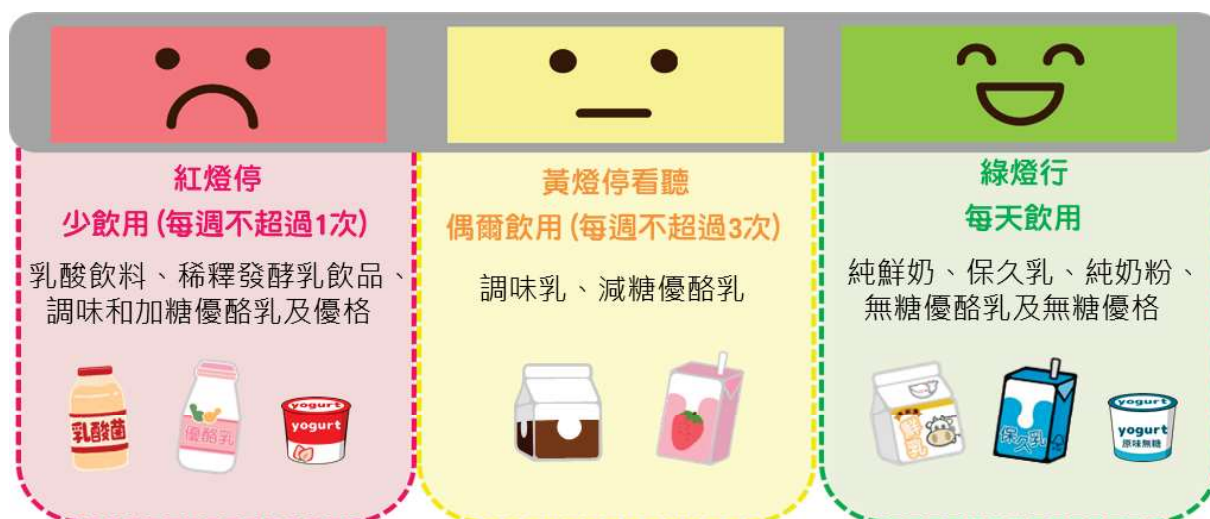 紅燈停
少飲用(每週不超過1次)
乳酸飲料、稀釋發酵乳飲品、
調味和加糖優酪乳及優格
乳酸菌
優酪乳
yogurt
yogurt
黃燈停看聽
偶爾飲用(每週不超過3次)
調味乳、減糖優酪乳
綠燈行
每天飲用
純鮮奶、保久乳、純奶粉、
無糖優酪乳及無糖優格
鮮乳
保久乳
yogurt
yogurt
原味無糖